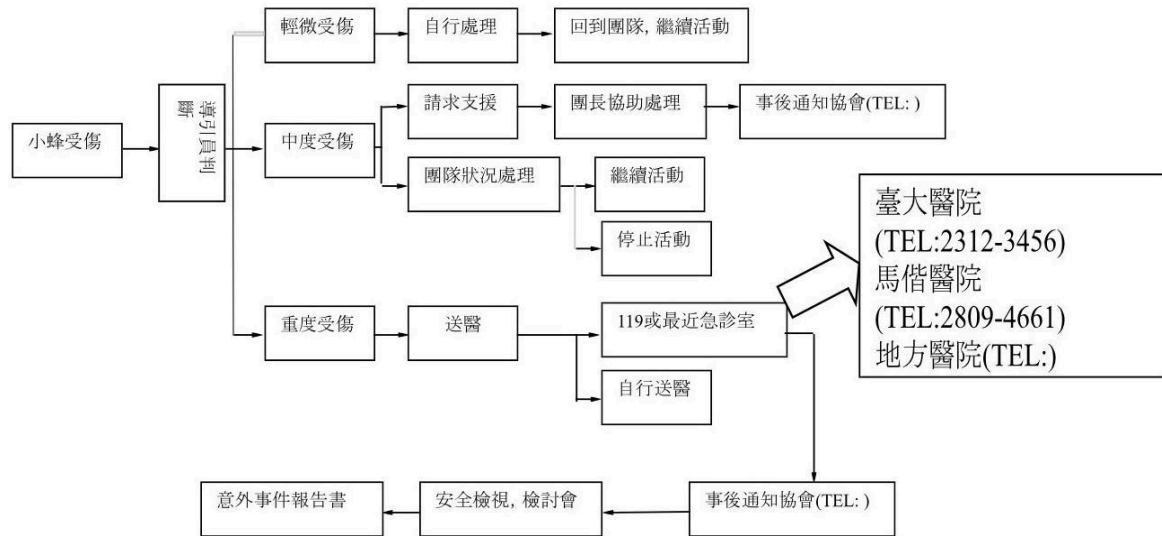 輕微受傷
自行處理
回到團隊, 繼續活動
請求支援
團長協助處理
事後通知協會(TEL: )
小蜂受傷
導引員判
斷
中度受傷
團隊狀況處理
繼續活動
停止活動
臺大醫院
(TEL:2312-3456)
馬偕醫院
(TEL:2809-4661)
地方醫院(TEL:)
重度受傷
送醫
119或最近急診室
自行送醫
意外事件報告書
安全檢視, 檢討會
事後通知協會(TEL: )